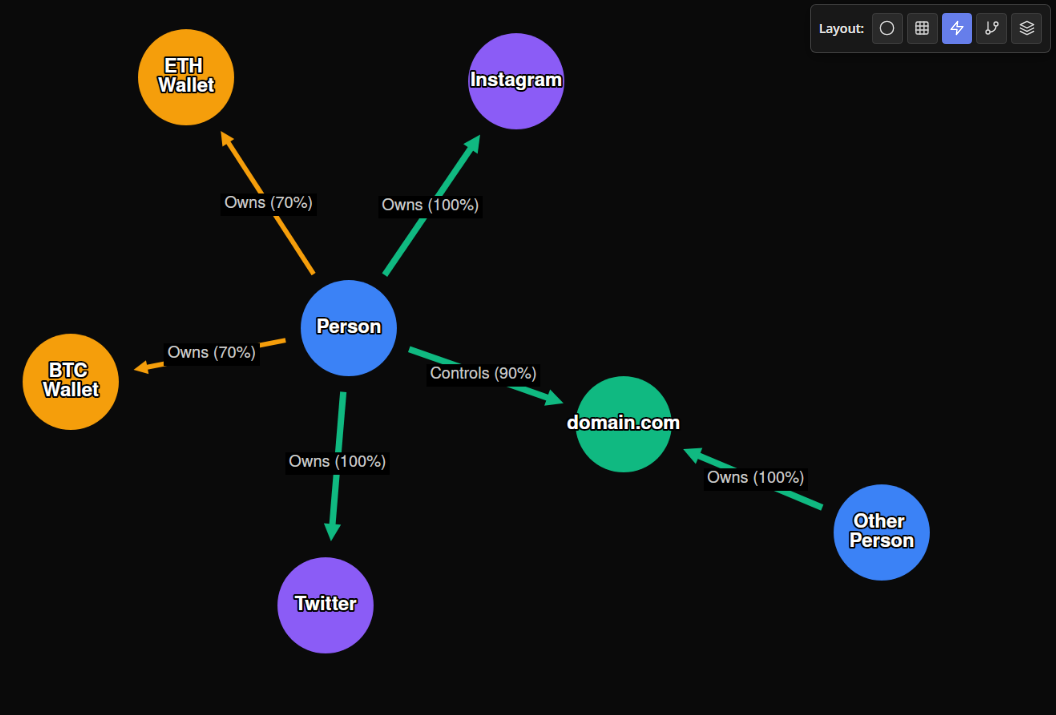 Layout:
ETH
Wallet
Instagram
Owns (70%)
Owns (100%)
Person
Owns (70%)
BTC
Wallet
Controls (90%)
domain.com
Owns (100%)
Owns (100%)
Other
Person
Twitter